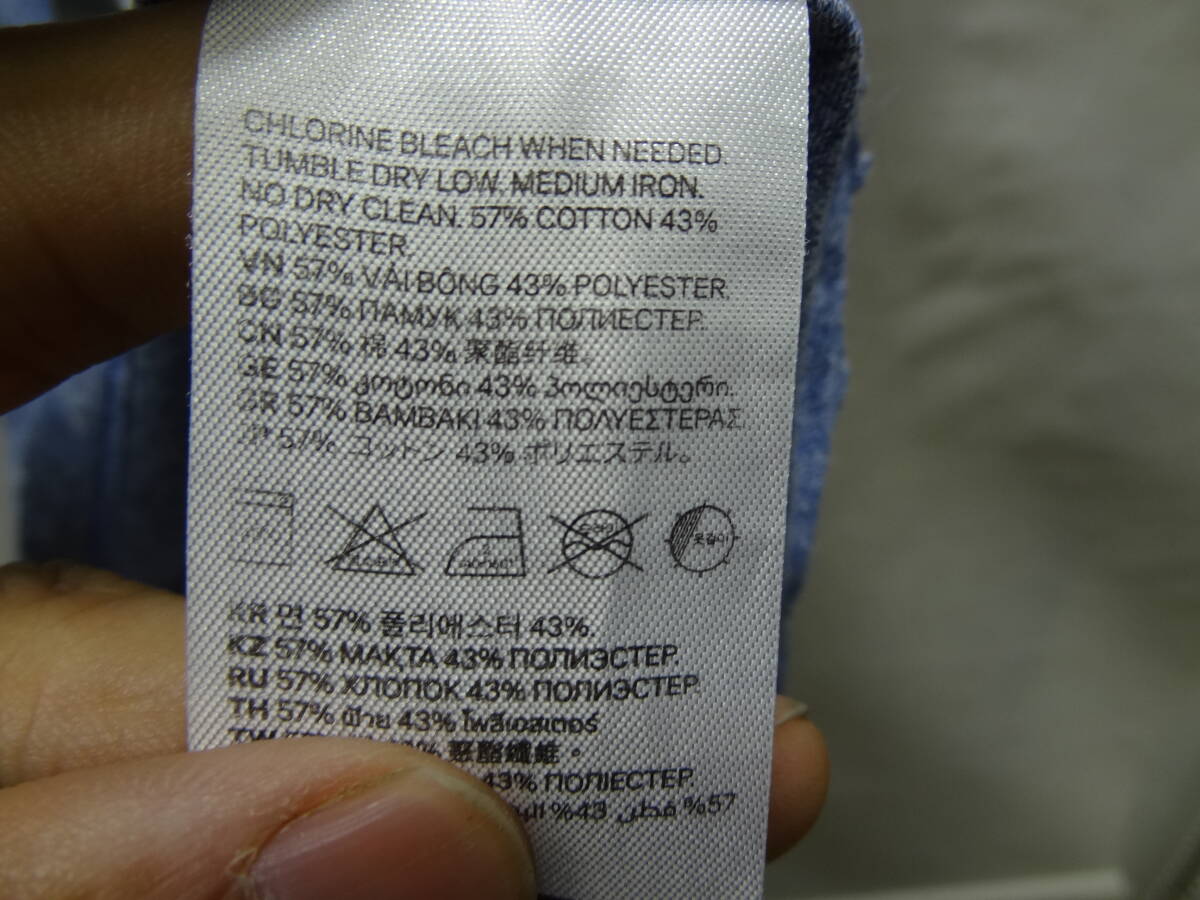 CHLORINE BLEACH WHEN NEEDED.
TUMBLE DRY LOW. MEDIUM IRON.
NO DRY CLEAN. 57% COTTON 43%
POLYESTER.
VN 57% VẢI BÔNG 43% POLYESTER.
BG 57% ПАМУК 43% ПОЛИЕСТЕР.
CN 57% 棉 43% 聚酯纤维。
GE 57% კოტონი 43% პოლიესტერი.
GR 57% ΒΑΜΒΑΚΙ 43% ΠΟΛΥΕΣΤΕΡΑΣ.
JP 57% コットン 43% ポリエステル。
옷걸이
KR 면 57% 폴리에스터 43%.
KZ 57% МАҚТА 43% ПОЛИЭСТЕР.
RU 57% ХЛОПОК 43% ПОЛИЭСТЕР.
TH 57% ฝ้าย 43% โพลีเอสเตอร์
TW % 聚酯纖維。
43% ПОЛІЕСТЕР.
57% قطن 43%